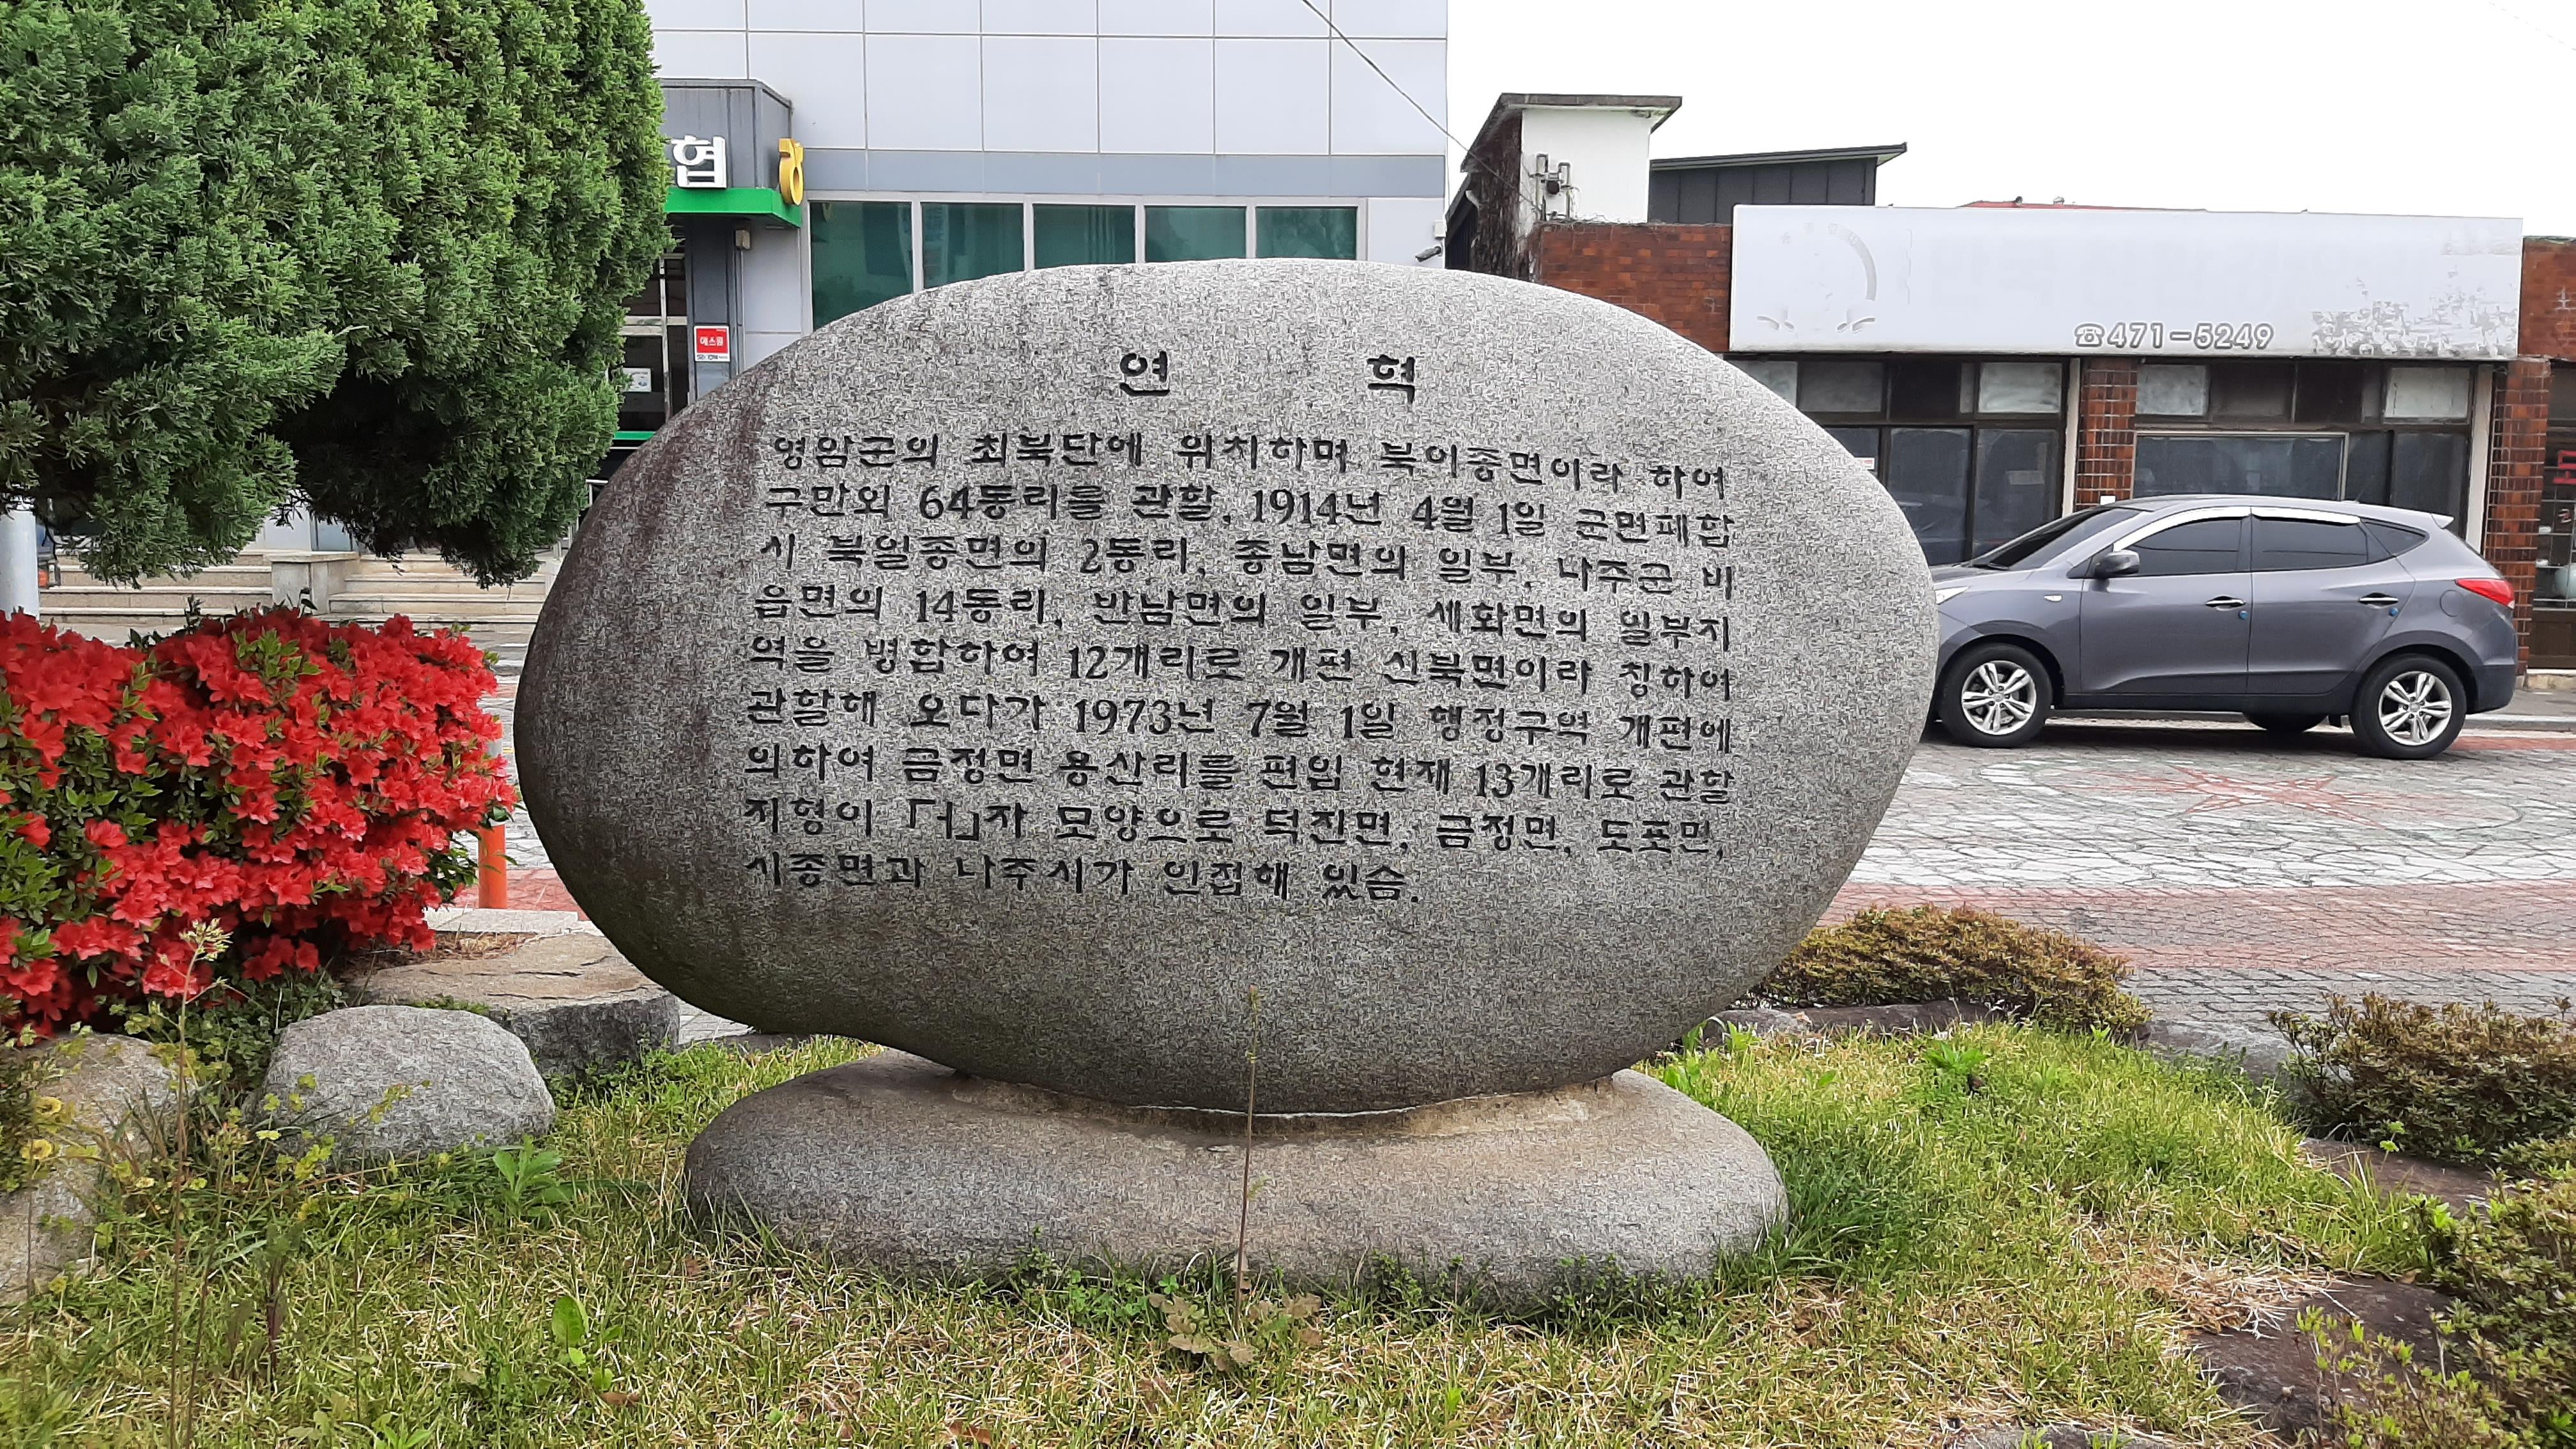 협
에스원
☎471-5249
연 혁
영암군의 최북단에 위치하며 북이종면이라 하여
구만외 64동리를 관할, 1914년 4월 1일 군면폐합
시 북일종면의 2동리, 종남면의 일부, 나주군 비
음면의 14동리, 반남면의 일부, 세화면의 일부지
역을 병합하여 12개리로 개편 신북면이라 칭하여
관할해 오다가 1973년 7월 1일 행정구역 개편에
의하여 금정면 용산리를 편입 현재 13개리로 관할
지형이 「ㅓ」자 모양으로 덕진면, 금정면, 도포면,
시종면과 나주시가 인접해 있슴.